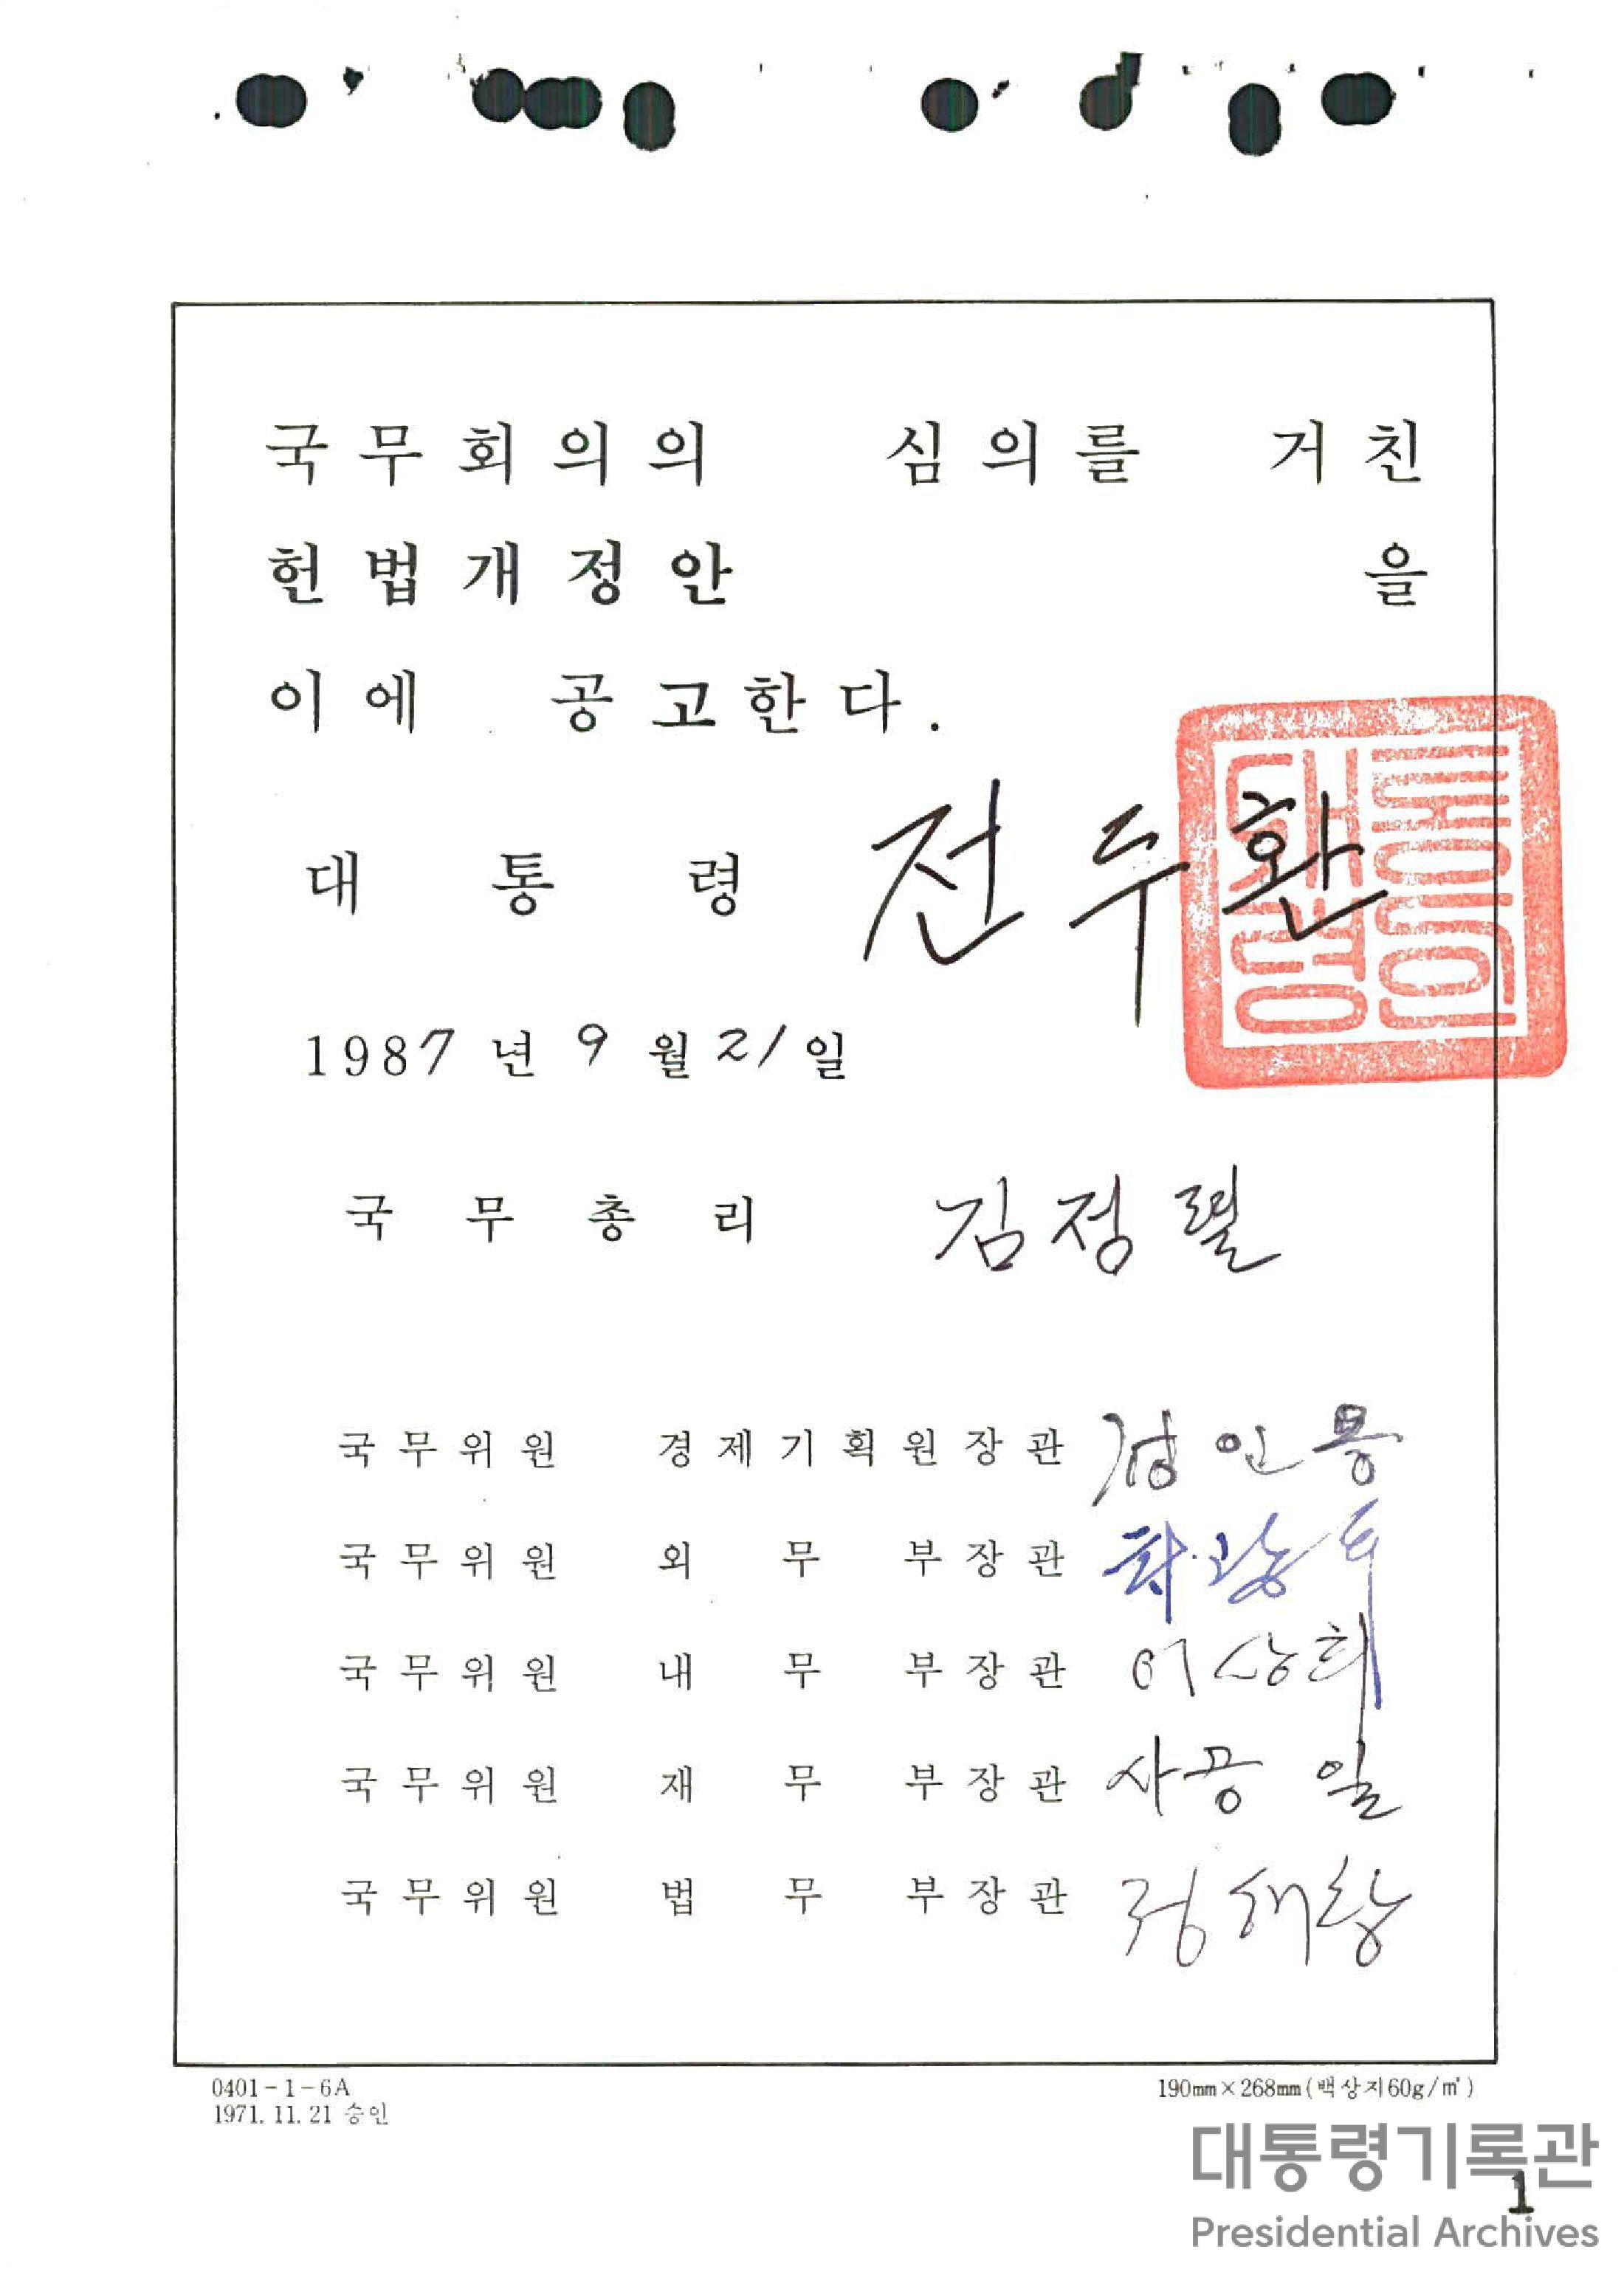 국무회의의 심의를 거친
헌법개정안 을
이에 공고한다.
대통령 전두환
대통령인
1987년 9월 21일
국무총리 김정렬
국무위원 경제기획원장관 정인용
국무위원 외무부장관 최광수
국무위원 내무부장관 이상희
국무위원 재무부장관 사공일
국무위원 법무부장관 정해창
0401-1-6A
1971. 11. 21 승인
190mm×268mm(백상지60g/㎡)
대통령기록관
1
Presidential Archives